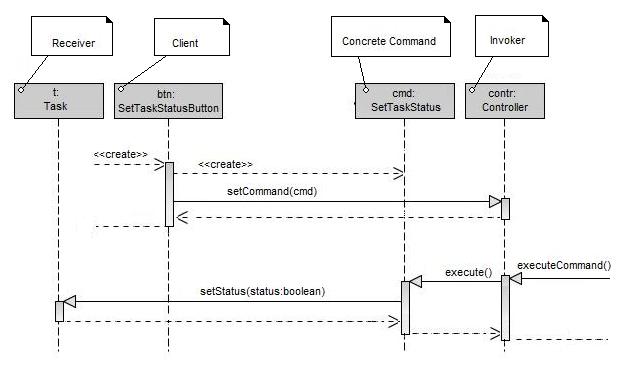 Receiver
Client
Concrete Command
Invoker
t:
Task
btn:
SetTaskStatusButton
cmd:
SetTaskStatus
contr:
Controller
<<create>>
<<create>>
setCommand(cmd)
executeCommand()
execute()
setStatus(status:boolean)